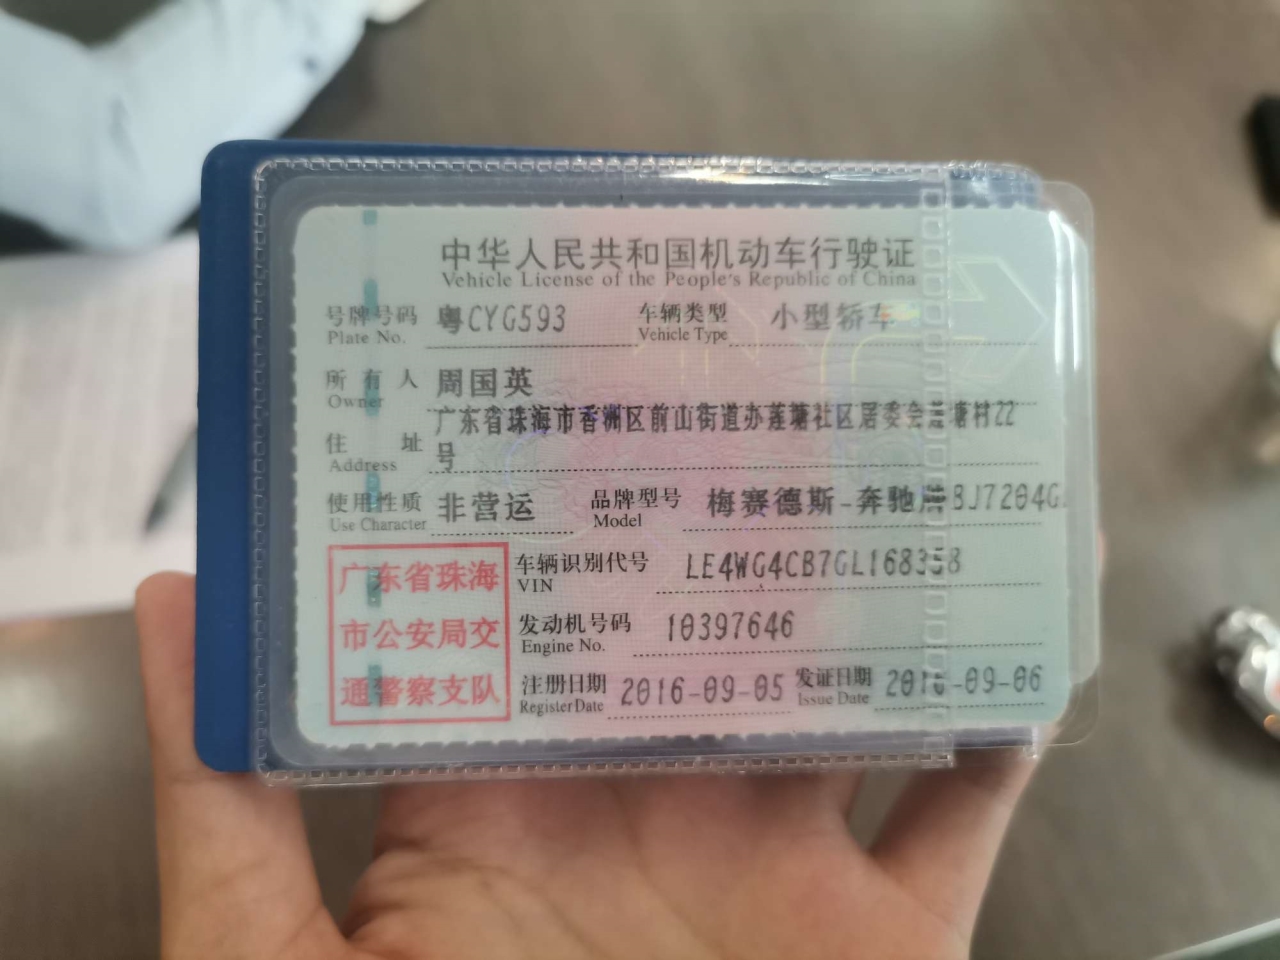 中华人民共和国机动车行驶证
Vehicle License of the People's Republic of China
号牌号码 粤CYG593 车辆类型 小型轿车
Plate No. Vehicle Type
所有人 周国英
Owner
住址 广东省珠海市香洲区前山街道办莲塘社区居委会莲塘村22
号
Address
使用性质 非营运 品牌型号 梅赛德斯-奔驰牌BJ7204G
Use Character Model
广东省珠海
市公安局交
通警察支队
车辆识别代号 LE4WG4CB7GL168358
VIN
发动机号码 10397646
Engine No.
注册日期 2016-09-05 发证日期 2016-09-06
Register Date Issue Date